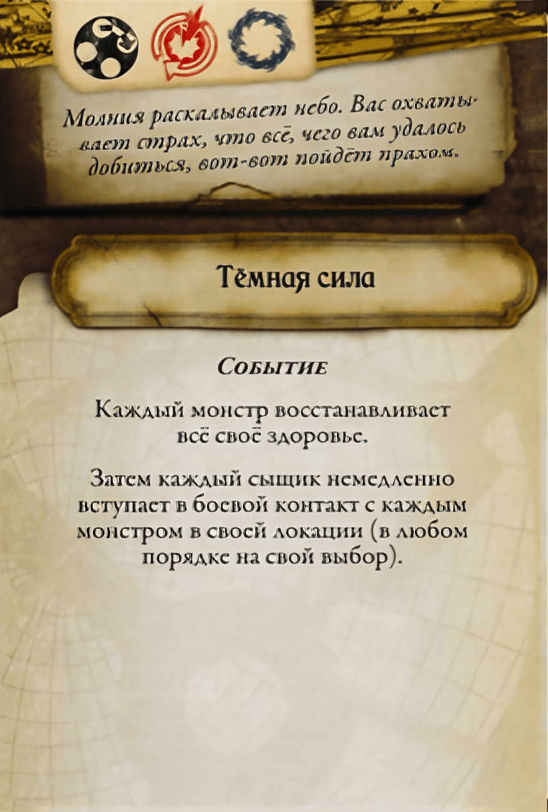 Молния раскалывает небо. Вас охваты-
вает страх, что всё, чего вам удалось
добиться, вот-вот пойдёт прахом.
Тёмная сила
Событие
Каждый монстр восстанавливает
всё своё здоровье.
Затем каждый сыщик немедленно
вступает в боевой контакт с каждым
монстром в своей локации (в любом
порядке на свой выбор).